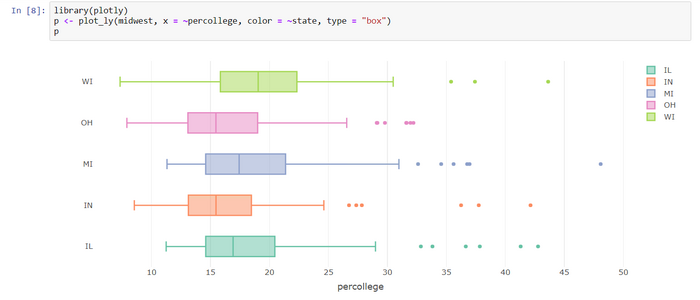 In [8]:
library(plotly)
p <- plot_ly(midwest, x = ~percollege, color = ~state, type = "box")
p
WI
OH
MI
IN
IL
10 15 20 25 30 35 40 45 50
percollege
IL
IN
MI
OH
WI